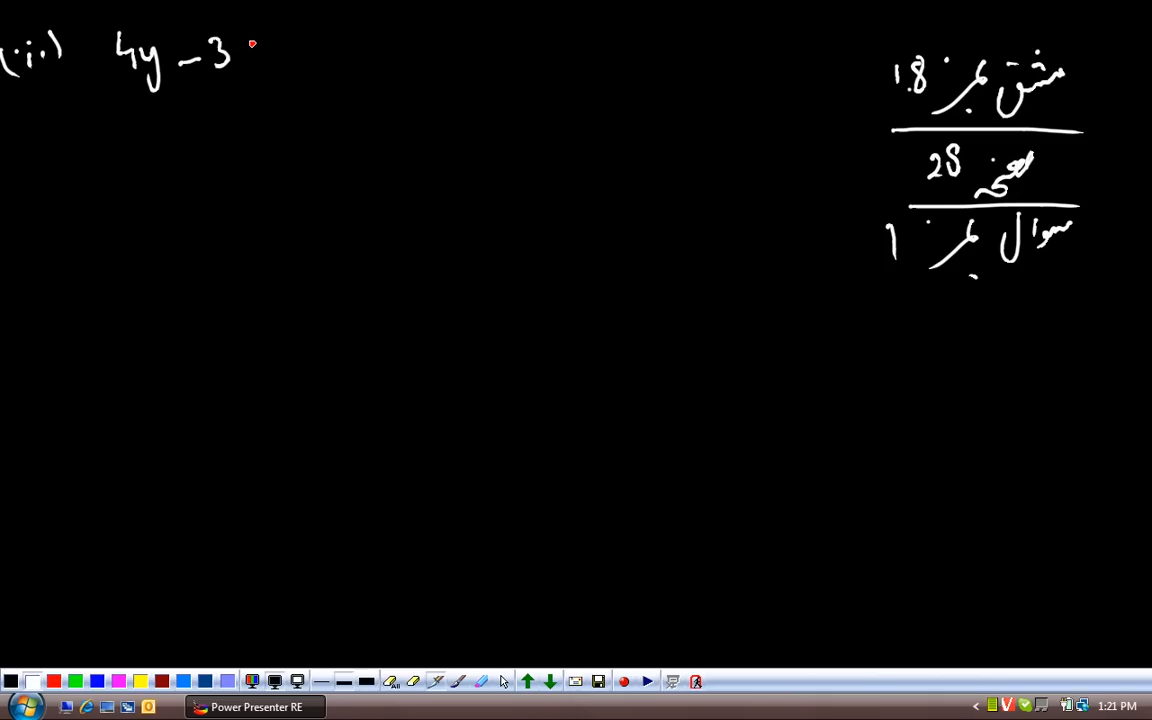 (ii) 4y - 3
مشق نمبر 1.8
صفحہ 28
سوال نمبر 1
Power Presenter RE
1:21 PM